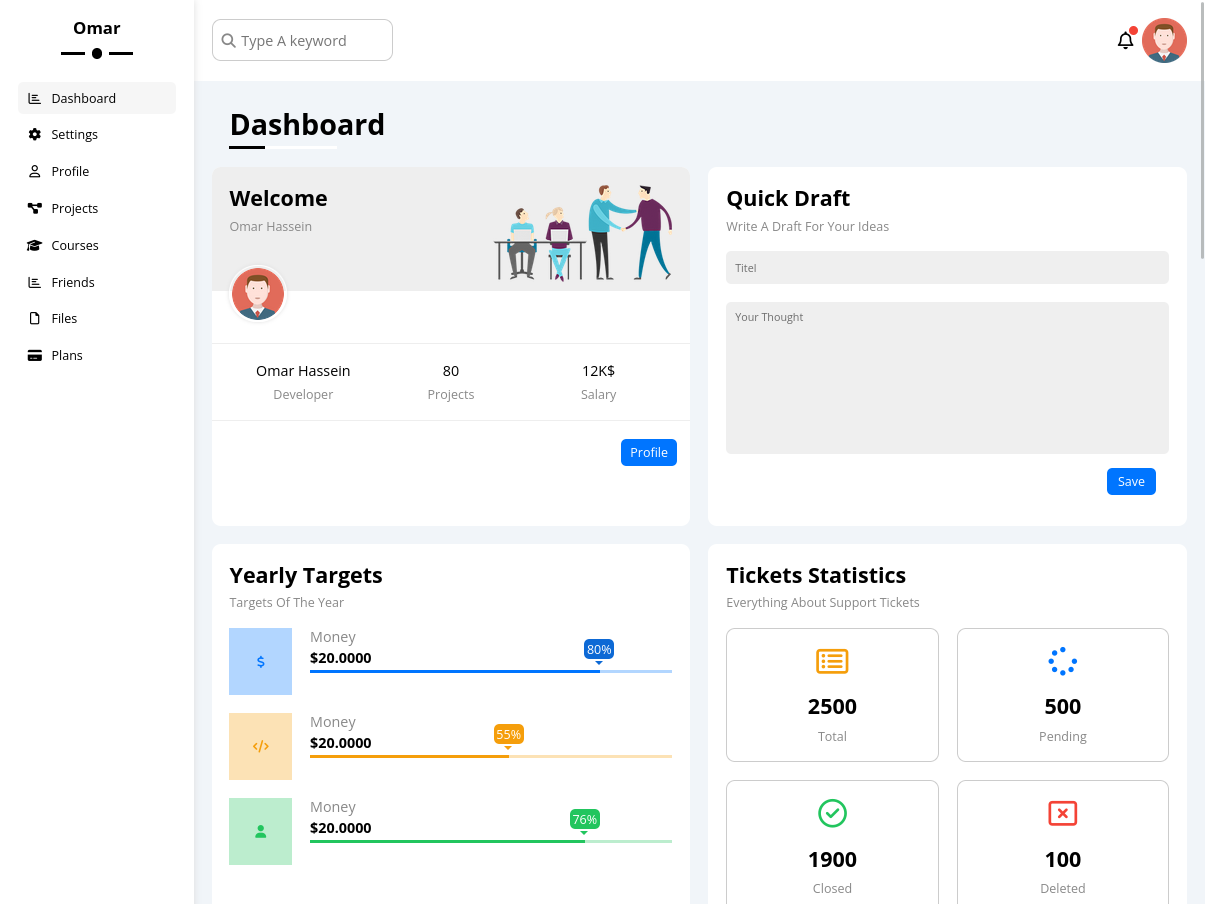 Omar
Dashboard
Settings
Profile
Projects
Courses
Friends
Files
Plans
Type A keyword
Dashboard
Welcome
Omar Hassein
Omar Hassein
Developer
80
Projects
12K$
Salary
Profile
Quick Draft
Write A Draft For Your Ideas
Titel
Your Thought
Save
Yearly Targets
Targets Of The Year
$
Money
$20.0000
80%
</>
Money
$20.0000
55%
Money
$20.0000
76%
Tickets Statistics
Everything About Support Tickets
2500
Total
500
Pending
1900
Closed
100
Deleted